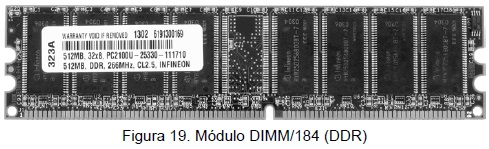 323A
WARRANTY VOID IF REMOVED 1302 5191300169
512MB, 32x8, PC2100U-25330-111710
512MB, DDR, 266MHz, CL2.5, INFINEON
Figura 19. Módulo DIMM/184 (DDR)